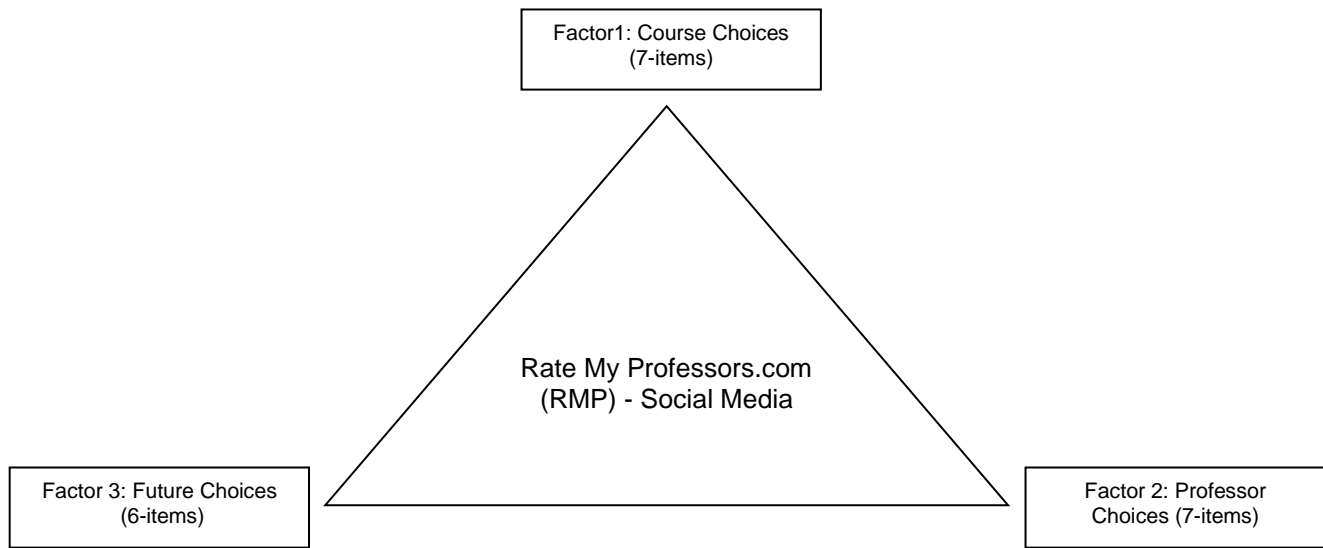 Factor1: Course Choices
(7-items)
Rate My Professors.com
(RMP) - Social Media
Factor 3: Future Choices
(6-items)
Factor 2: Professor
Choices (7-items)